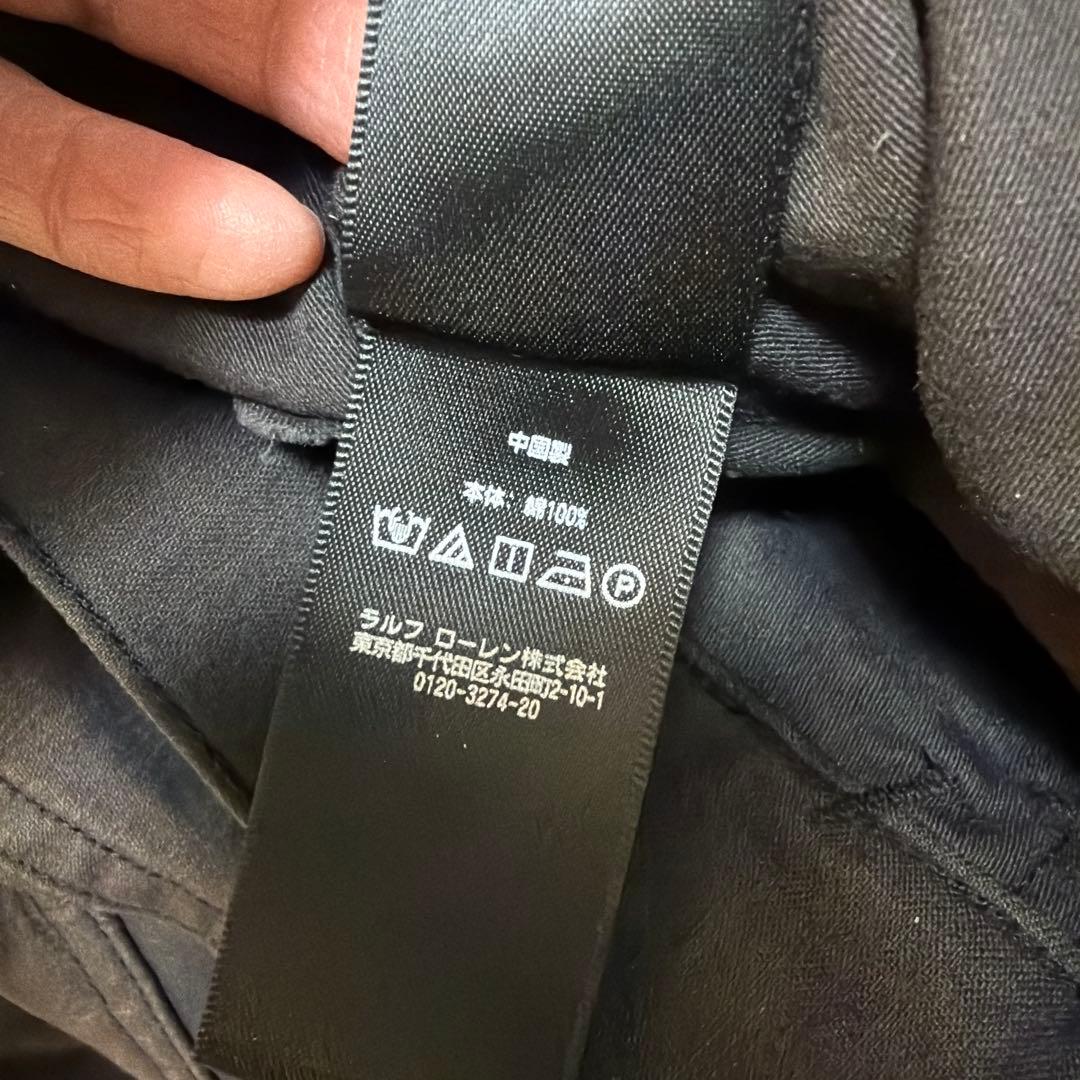 中国製
本体: 綿100%
P
ラルフ ローレン株式会社
東京都千代田区永田町2-10-1
0120-3274-20